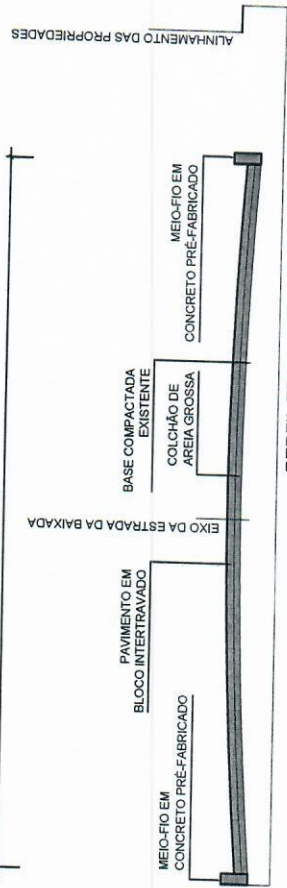 MEIO-FIO EM
CONCRETO PRÉ-FABRICADO
PAVIMENTO EM
BLOCO INTERTRAVADO
EIXO DA ESTRADA DA BAIXADA
BASE COMPACTADA
EXISTENTE
COLCHÃO DE
AREIA GROSSA
MEIO-FIO EM
CONCRETO PRÉ-FABRICADO
ALINHAMENTO DAS PROPRIEDADES